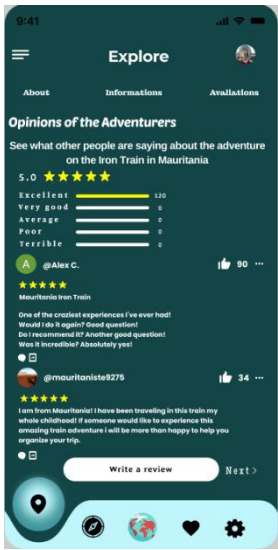 9:41
Explore
About Informations Avaliations
Opinions of the Adventurers
See what other people are saying about the adventure
on the Iron Train in Mauritania
5.0
Excellent 120
Very good 0
Average 0
Poor 0
Terrible 0
A @Alex C. 90 ...
Mauritania Iron Train
One of the craziest experiences I've ever had!
Would I do it again? Good question!
Do I recommend it? Another good question!
Was it incredible? Absolutely yes!
@mauritaniste9275 34 ...
I am from Mauritania! I have been traveling in this train my
whole childhood! If someone would like to experience this
amazing train adventure i will be more than happy to help you
organize your trip.
Write a review Next>